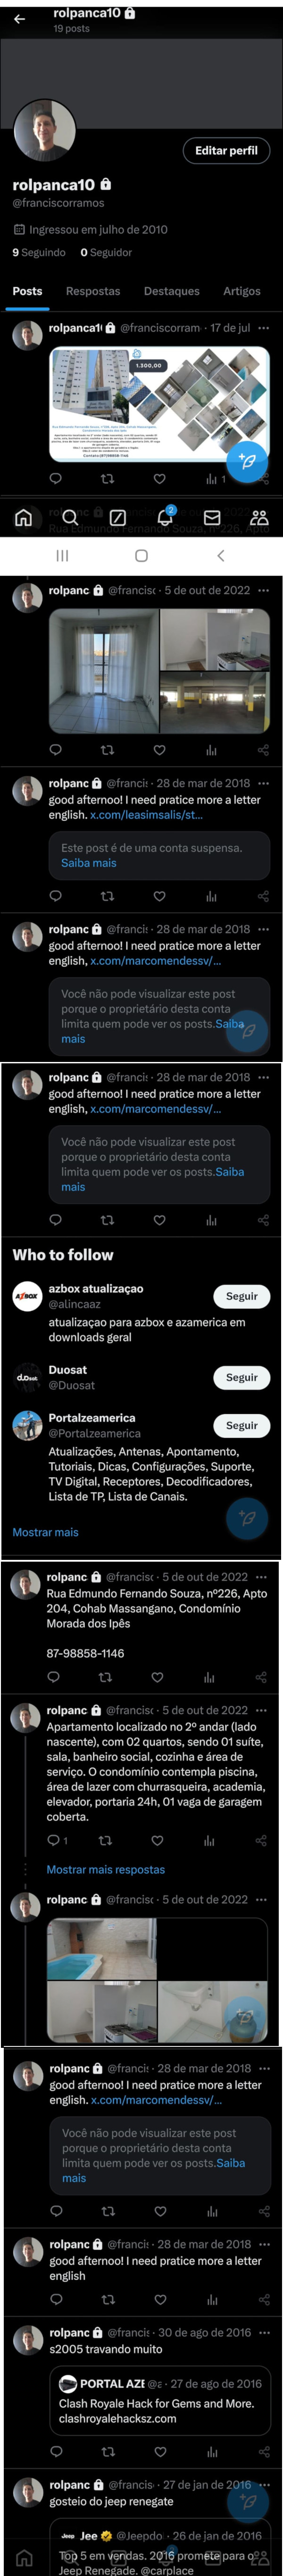 rolpanca10
19 posts
Editar perfil
rolpanca10
@franciscorramos
Ingressou em julho de 2010
9 Seguindo 0 Seguidor
Posts Respostas Destaques Artigos
rolpanca1 @franciscorram · 17 de jul
1.300,00
1
2
Rua Edmundo Fernando Souza, nº226, Apto
rolpanc @francisc · 5 de out de 2022
rolpanc @francis · 28 de mar de 2018
good afternoo! I need pratice more a letter
english. x.com/leasimsalis/st...
Este post é de uma conta suspensa.
Saiba mais
rolpanc @francis · 28 de mar de 2018
good afternoo! I need pratice more a letter
english, x.com/marcomendessv/...
Você não pode visualizar este post
porque o proprietário desta conta
limita quem pode ver os posts.Saiba
mais
rolpanc @francis · 28 de mar de 2018
good afternoo! I need pratice more a letter
english, x.com/marcomendessv/...
Você não pode visualizar este post
porque o proprietário desta conta
limita quem pode ver os posts.Saiba
mais
Who to follow
AZBOX
azbox atualizaçao
@alincaaz
Seguir
atualizaçao para azbox e azamerica em
downloads geral
Duosat
@Duosat
Seguir
Portalzeamerica
@Portalzeamerica
Seguir
Atualizações, Antenas, Apontamento,
Tutoriais, Dicas, Configurações, Suporte,
TV Digital, Receptores, Decodificadores,
Lista de TP, Lista de Canais.
Mostrar mais
rolpanc @francisc · 5 de out de 2022
Rua Edmundo Fernando Souza, nº226, Apto
204, Cohab Massangano, Condomínio
Morada dos Ipês
87-98858-1146
rolpanc @francisc · 5 de out de 2022
Apartamento localizado no 2º andar (lado
nascente), com 02 quartos, sendo 01 suíte,
sala, banheiro social, cozinha e área de
serviço. O condomínio contempla piscina,
área de lazer com churrasqueira, academia,
elevador, portaria 24h, 01 vaga de garagem
coberta.
1
Mostrar mais respostas
rolpanc @francisc · 5 de out de 2022
rolpanc @francis · 28 de mar de 2018
good afternoo! I need pratice more a letter
english. x.com/marcomendessv/...
Você não pode visualizar este post
porque o proprietário desta conta
limita quem pode ver os posts.Saiba
mais
rolpanc @francis · 28 de mar de 2018
good afternoo! I need pratice more a letter
english
rolpanc @francis · 30 de ago de 2016
s2005 travando muito
PORTAL AZE @a · 27 de ago de 2016
Clash Royale Hack for Gems and More.
clashroyalehacksz.com
rolpanc @francis · 27 de jan de 2016
gosteio do jeep renegate
Jeep Jee @Jeepdo · 26 de jan de 2016
Top 5 em vendas. 2016 promete para o
Jeep Renegade. @carplace